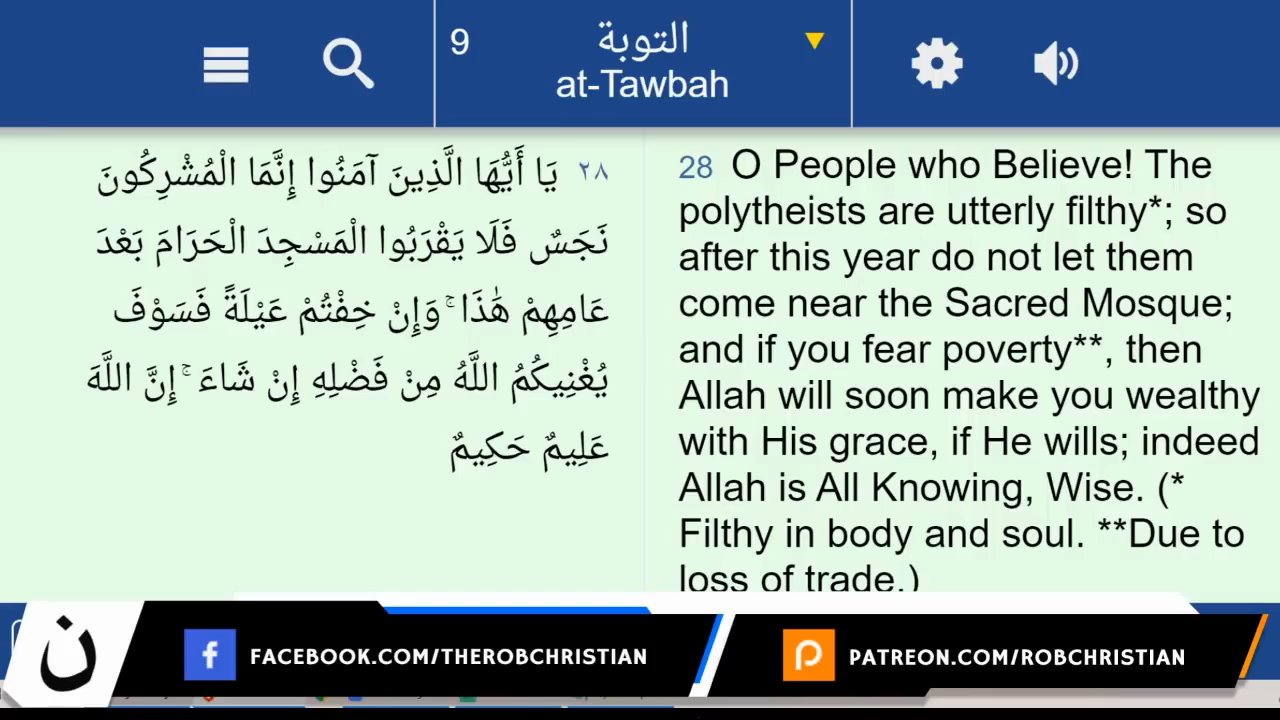 9
التوبة
at-Tawbah
٢٨ يَا أَيُّهَا الَّذِينَ آمَنُوا إِنَّمَا الْمُشْرِكُونَ
نَجَسٌ فَلَا يَقْرَبُوا الْمَسْجِدَ الْحَرَامَ بَعْدَ
عَامِهِمْ هَٰذَا ۚ وَإِنْ خِفْتُمْ عَيْلَةً فَسَوْفَ
يُغْنِيكُمُ اللَّهُ مِنْ فَضْلِهِ إِنْ شَاءَ ۚ إِنَّ اللَّهَ
عَلِيمٌ حَكِيمٌ
28 O People who Believe! The
polytheists are utterly filthy*; so
after this year do not let them
come near the Sacred Mosque;
and if you fear poverty**, then
Allah will soon make you wealthy
with His grace, if He wills; indeed
Allah is All Knowing, Wise. (*
Filthy in body and soul. **Due to
loss of trade.)
ن
FACEBOOK.COM/THEROBCHRISTIAN
PATREON.COM/ROBCHRISTIAN